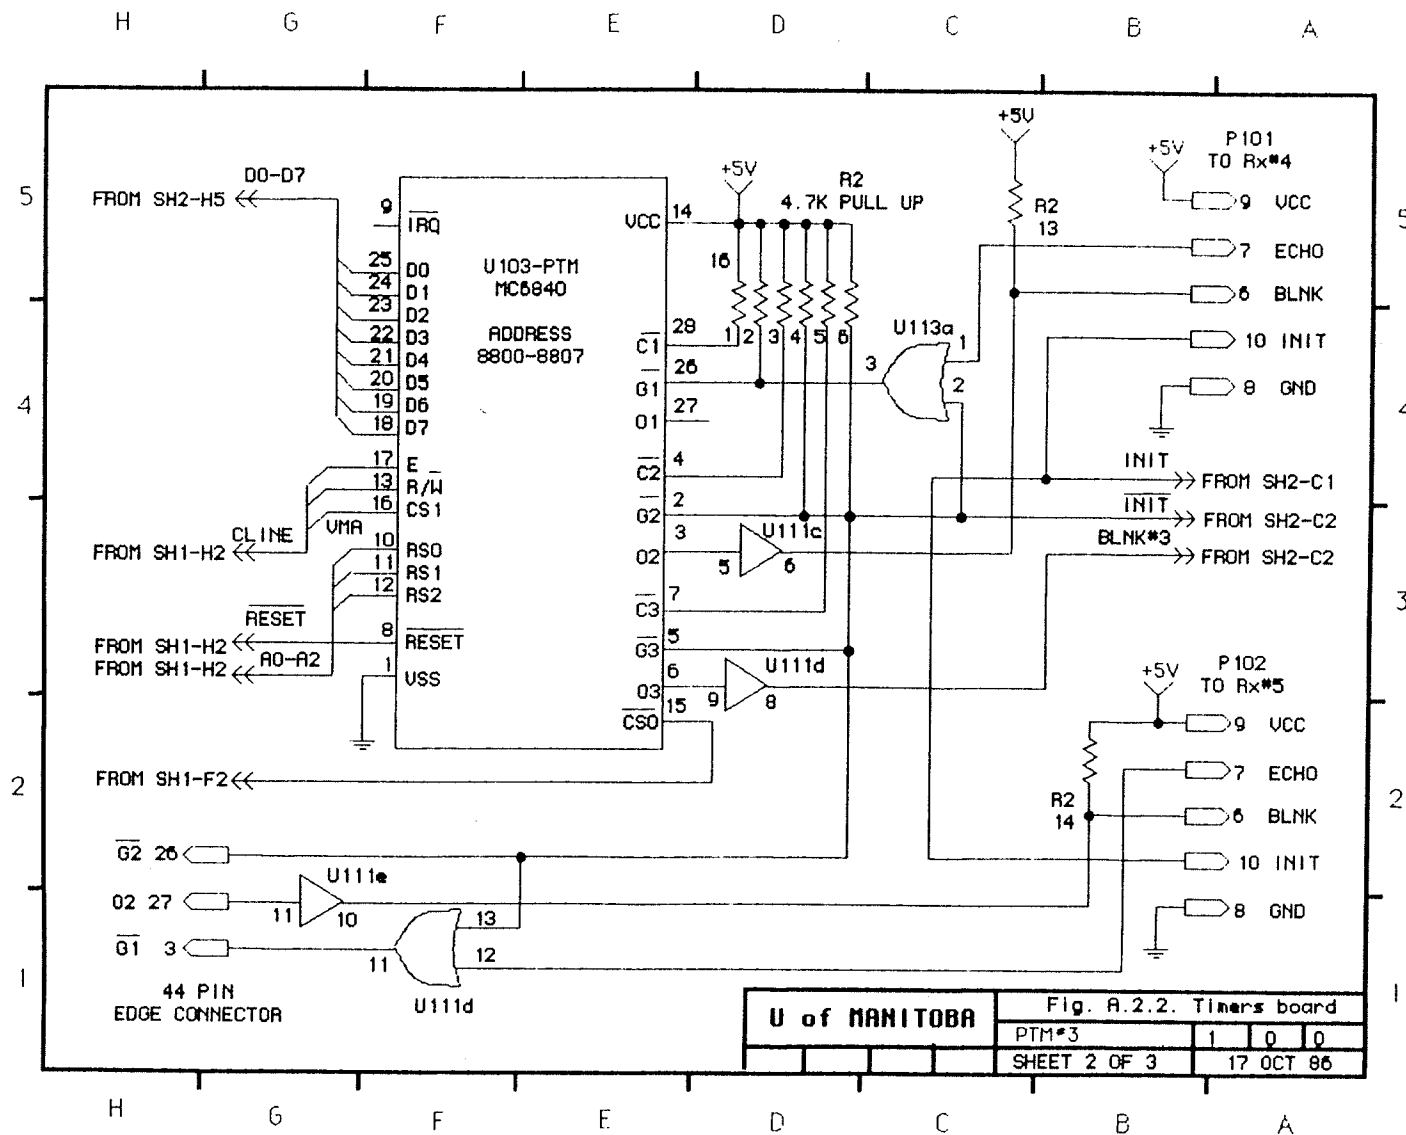 H G F E D C B A
+5V
P101
TO Rx#4
+5V
D0-D7
+5V
R2
4.7K PULL UP
5
FROM SH2-H5
9
IRQ
VCC
14
R2
13
9 VCC
5
7 ECHO
25 D0
24 D1
23 D2
22 D3
21 D4
20 D5
19 D6
18 D7
U103-PTM
MC6840
ADDRESS
8800-8807
16
1 2 3 4 5 6
6 BLNK
U113a
1
2
3
10 INIT
8 GND
C1 28
G1 26
O1 27
4
4
17 E
13 R/W
16 CS1
C2 4
G2 2
O2 3
INIT
FROM SH2-C1
INIT
FROM SH2-C2
BLNK#3
FROM SH2-C2
CLINE
VMA
FROM SH1-H2
10 RS0
11 RS1
12 RS2
U111c
5 6
C3 7
3
RESET
FROM SH1-H2
8 RESET
FROM SH1-H2
A0-A2
1 VSS
G3 5
O3 6
CS0 15
U111d
9 8
+5V
P102
TO Rx#5
9 VCC
7 ECHO
2
FROM SH1-F2
R2
14
6 BLNK
2
G2 26
10 INIT
U111e
O2 27
11 10
8 GND
13
G1 3
11
12
U111d
1
1
44 PIN
EDGE CONNECTOR
U of MANITOBA
Fig. A.2.2. Timers board
PTM#3
1 0 0
SHEET 2 OF 3
17 OCT 86
H G F E D C B A